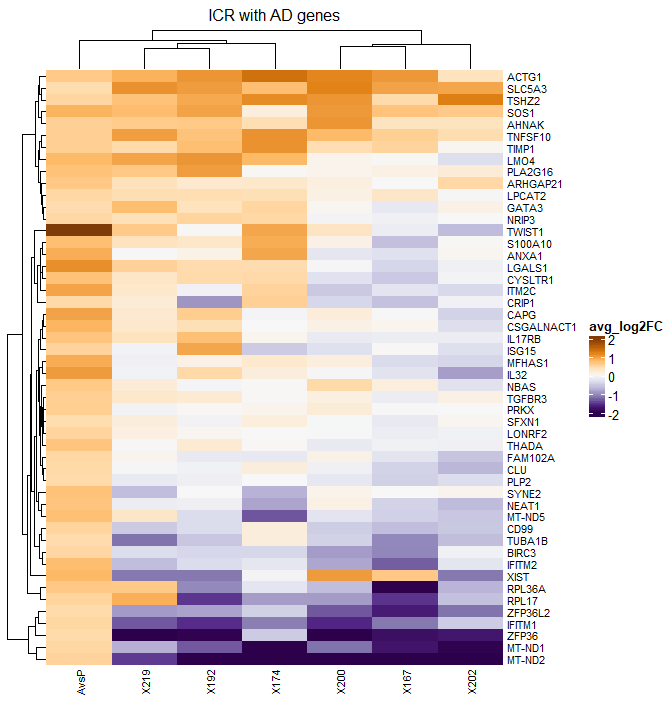 ICR with AD genes
ACTG1
SLC5A3
TSHZ2
SOS1
AHNAK
TNFSF10
TIMP1
LMO4
PLA2G16
ARHGAP21
LPCAT2
GATA3
NRIP3
TWIST1
S100A10
ANXA1
LGALS1
CYSLTR1
ITM2C
CRIP1
CAPG
CSGALNACT1
IL17RB
ISG15
MFHAS1
IL32
NBAS
TGFBR3
PRKX
SFXN1
LONRF2
THADA
FAM102A
CLU
PLP2
SYNE2
NEAT1
MT-ND5
CD99
TUBA1B
BIRC3
IFITM2
XIST
RPL36A
RPL17
ZFP36L2
IFITM1
ZFP36
MT-ND1
MT-ND2
avg_log2FC
2
1
0
-1
-2
AvsP
X219
X192
X174
X200
X167
X202